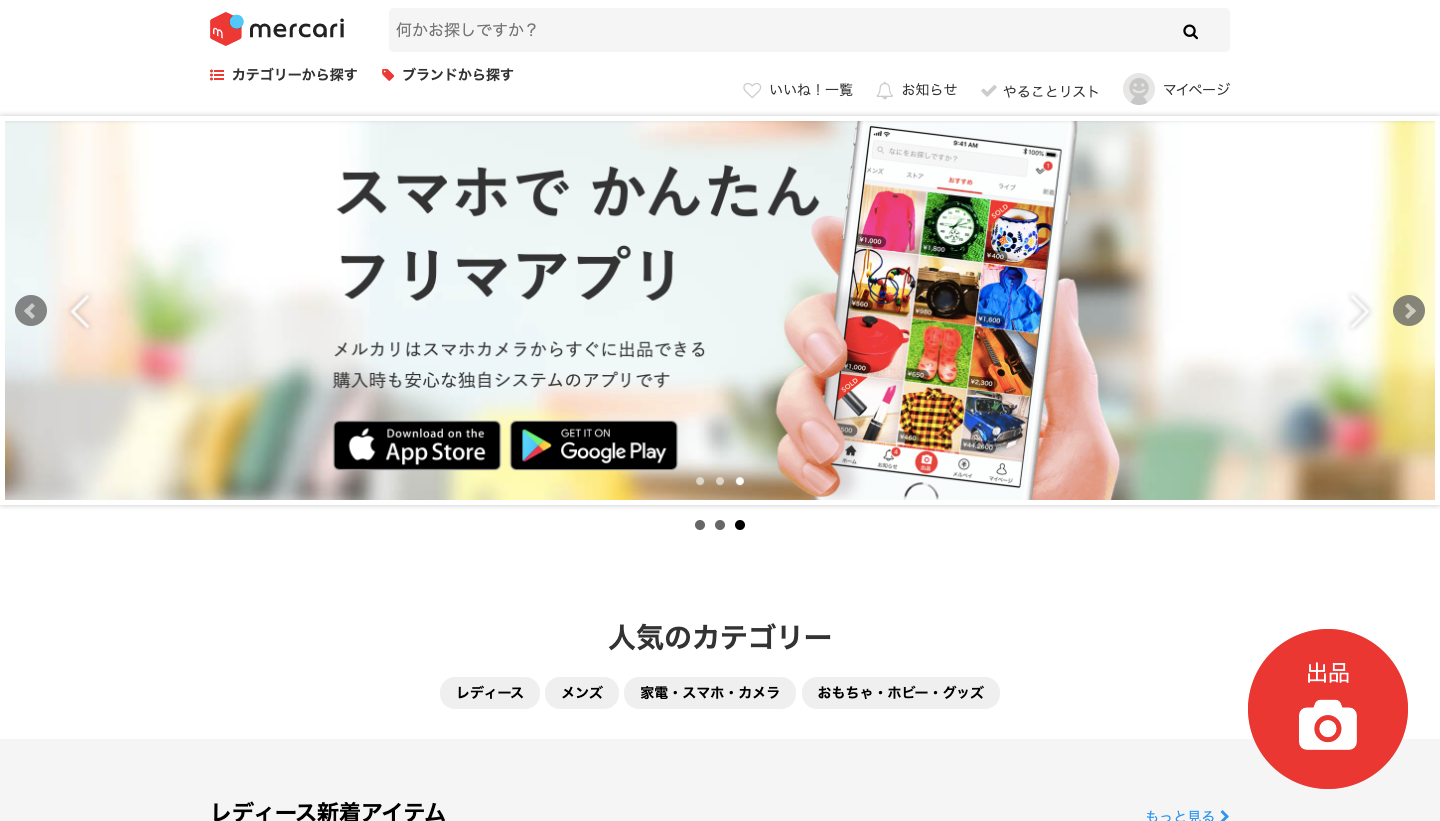 mercari
何かお探しですか？
カテゴリーから探す
ブランドから探す
いいね！一覧
お知らせ
やることリスト
マイページ
スマホで かんたん
フリマアプリ
メルカリはスマホカメラからすぐに出品できる
購入時も安心な独自システムのアプリです
Download on the
App Store
GET IT ON
Google Play
9:41 AM
100%
なにをお探しですか？
メンズ
ストア
おすすめ
ライブ
新着
SOLD
¥1,000
¥1,800
¥400
¥560
¥980
¥1,800
¥1,000
¥650
¥2,300
SOLD
ホーム
お知らせ
出品
メルペイ
マイページ
人気のカテゴリー
レディース
メンズ
家電・スマホ・カメラ
おもちゃ・ホビー・グッズ
出品
レディース新着アイテム
もっと見る